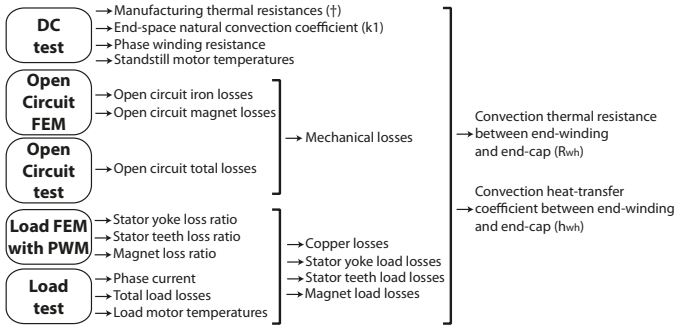 DC
test
→Manufacturing thermal resistances (†)
→End-space natural convection coefficient (k1)
→Phase winding resistance
→Standstill motor temperatures
Open
Circuit
FEM
→Open circuit iron losses
→Open circuit magnet losses
Open
Circuit
test
→Open circuit total losses
→Mechanical losses
Load FEM
with PWM
→Stator yoke loss ratio
→Stator teeth loss ratio
→Magnet loss ratio
Load
test
→Phase current
→Total load losses
→Load motor temperatures
→Copper losses
→Stator yoke load losses
→Stator teeth load losses
→Magnet load losses
→Convection thermal resistance
between end-winding
and end-cap (Rwh)
→Convection heat-transfer
coefficient between end-winding
and end-cap (hwh)